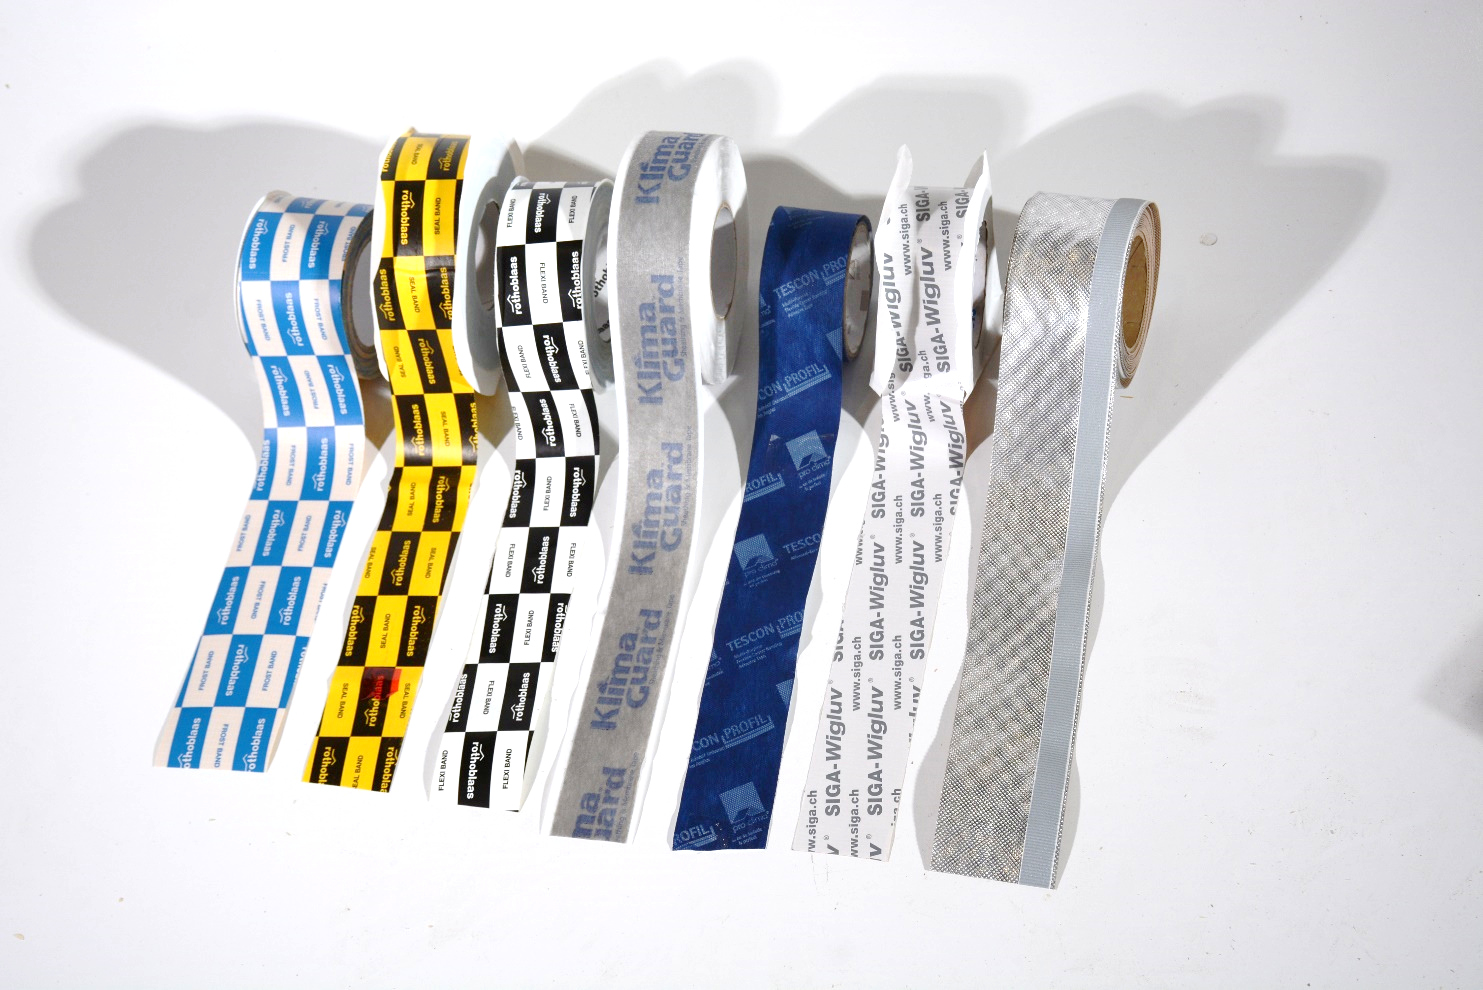 rothoblaas
FROST BAND
rothoblaas
SEAL BAND
rothoblaas
FLEXI BAND
Klima
Guard
TESCON PROFIL
pro clima
SIGA-Wigluv®
www.siga.ch